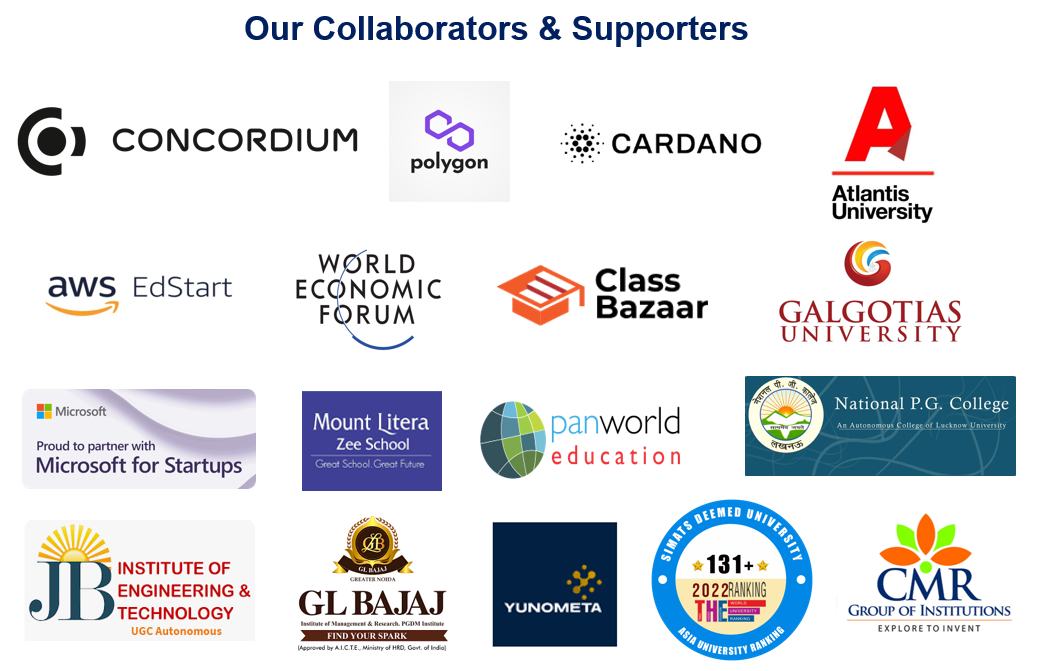 Our Collaborators & Supporters
CONCORDIUM
polygon
CARDANO
Atlantis
University
aws EdStart
WORLD
ECONOMIC
FORUM
Class
Bazaar
GALGOTIAS
UNIVERSITY
Microsoft
Proud to partner with
Microsoft for Startups
Mount Litera
Zee School
Great School.Great Future
panworld
education
नेशनल पी. जी. कालेज
लखनऊ
National P.G. College
An Autonomous College of Lucknow University
JB
INSTITUTE OF
ENGINEERING &
TECHNOLOGY
UGC Autonomous
GL BAJAJ
GREATER NOIDA
GL BAJAJ
Institute of Management & Research, PGDM Institute
FIND YOUR SPARK
(Approved by A.I.C.T.E., Ministry of HRD, Govt. of India)
YUNOMETA
SIMATS DEEMED UNIVERSITY
131+
2022 RANKING
THE WORLD
UNIVERSITY
RANKING
ASIA UNIVERSITY RANKING
CMR
GROUP OF INSTITUTIONS
EXPLORE TO INVENT